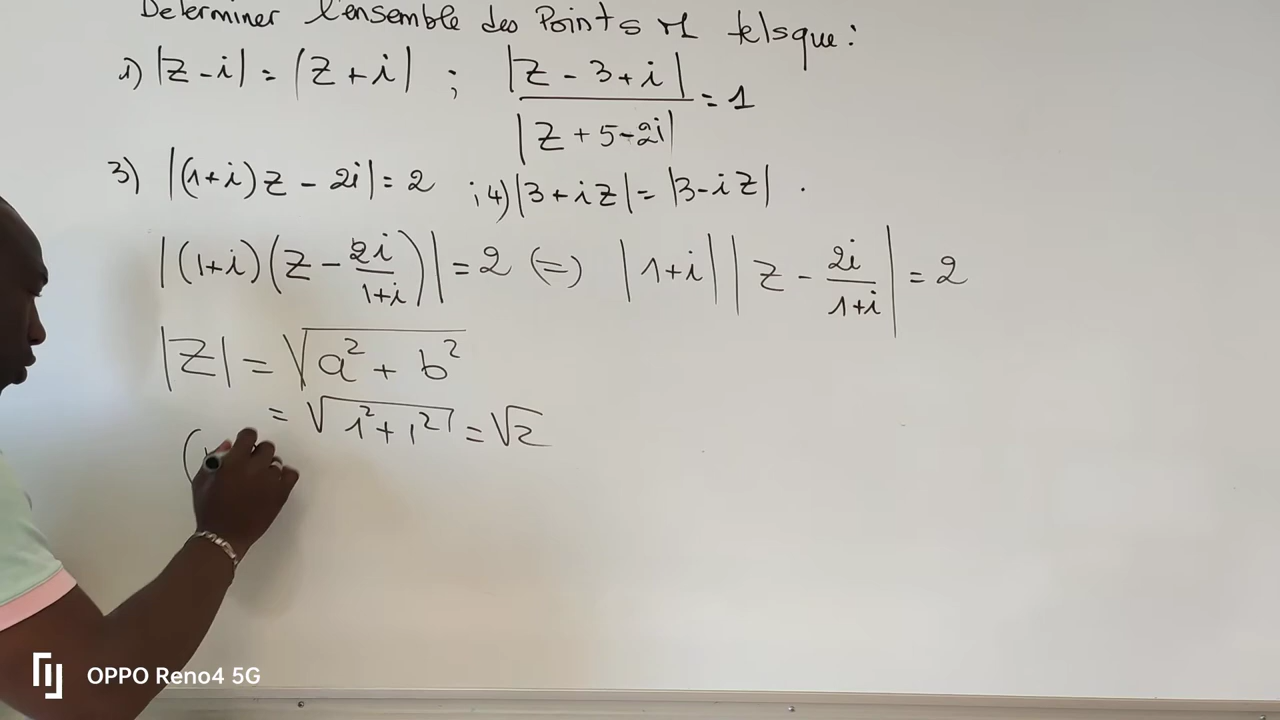 Determiner l'ensemble des Points M telsque :
1) |Z - i| = |Z + i| ; |Z - 3 + i| / |Z + 5 - 2i| = 1
3) |(1+i)Z - 2i| = 2 ; 4) |3 + iZ| = |3 - iZ| .
|(1+i)(Z - 2i/1+i)| = 2 (=) |1+i| |Z - 2i/1+i| = 2
|Z| = √a² + b²
= √1² + 1² = √2
OPPO Reno4 5G